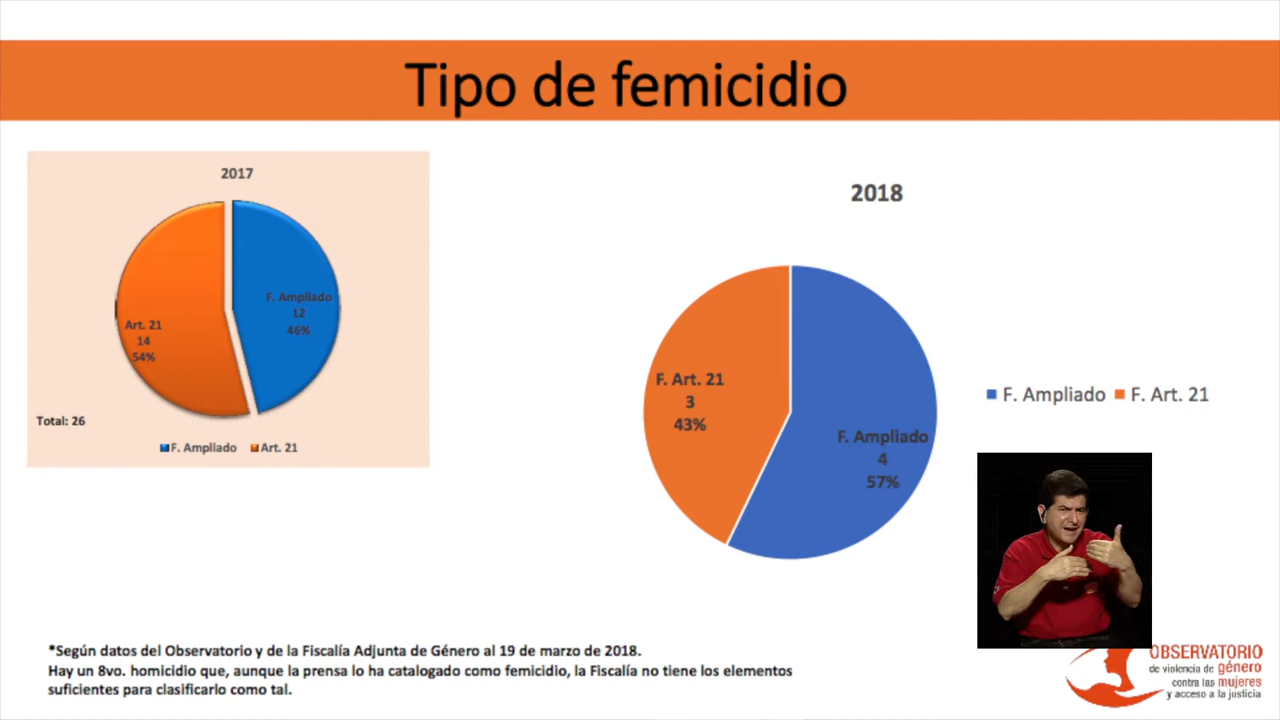 Tipo de femicidio
2017
F. Ampliado
12
46%
Art. 21
14
54%
Total: 26
F. Ampliado
Art. 21
2018
F. Art. 21
3
43%
F. Ampliado
4
57%
F. Ampliado
F. Art. 21
*Según datos del Observatorio y de la Fiscalía Adjunta de Género al 19 de marzo de 2018.
Hay un 8vo. homicidio que, aunque la prensa lo ha catalogado como femicidio, la Fiscalía no tiene los elementos
suficientes para clasificarlo como tal.
OBSERVATORIO
de violencia de género
contra las mujeres
y acceso a la justicia